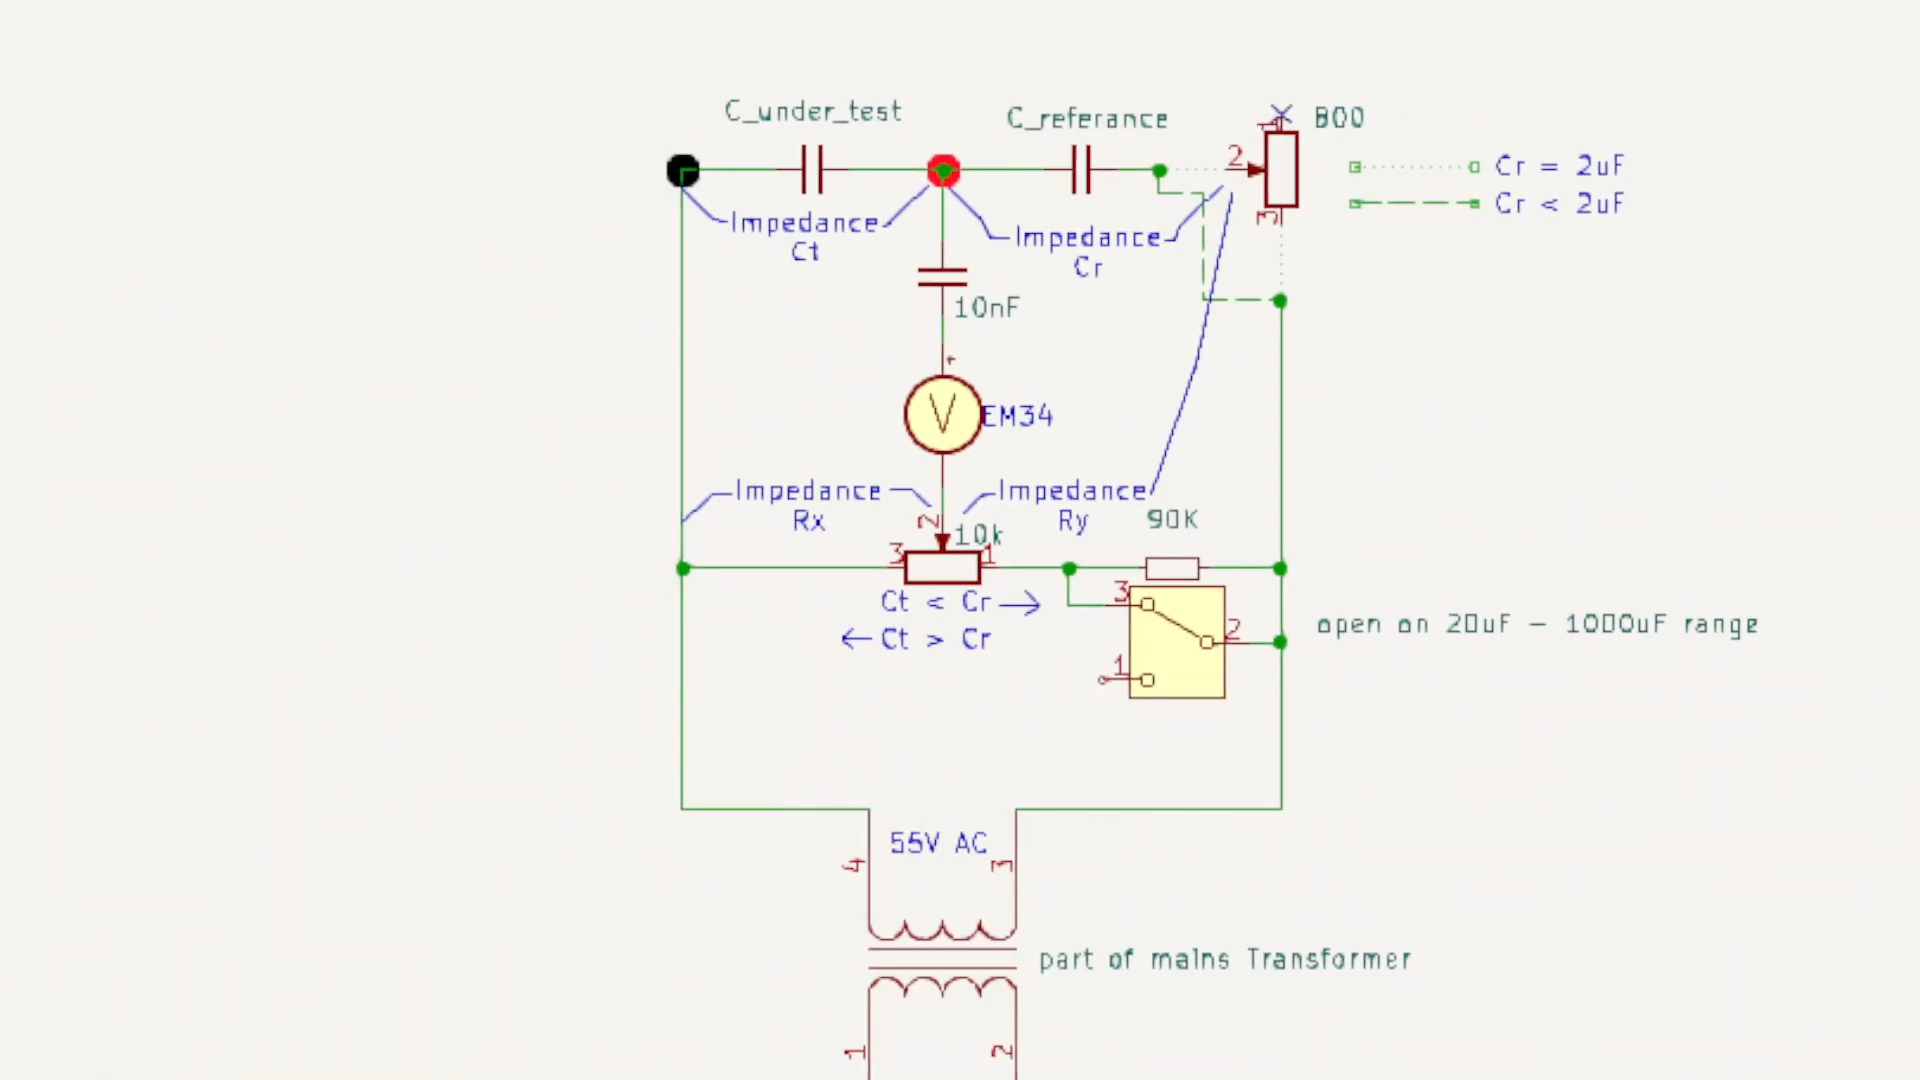 C_under_test
C_referance
1
800
2
Cr = 2uF
Cr < 2uF
3
Impedance
Ct
Impedance
Cr
10nF
+
V
EM34
Impedance
Rx
Impedance
Ry
2
10k
90K
3
1
Ct < Cr
Ct > Cr
3
2
1
open on 20uF - 1000uF range
55V AC
4
3
part of mains Transformer
1
2